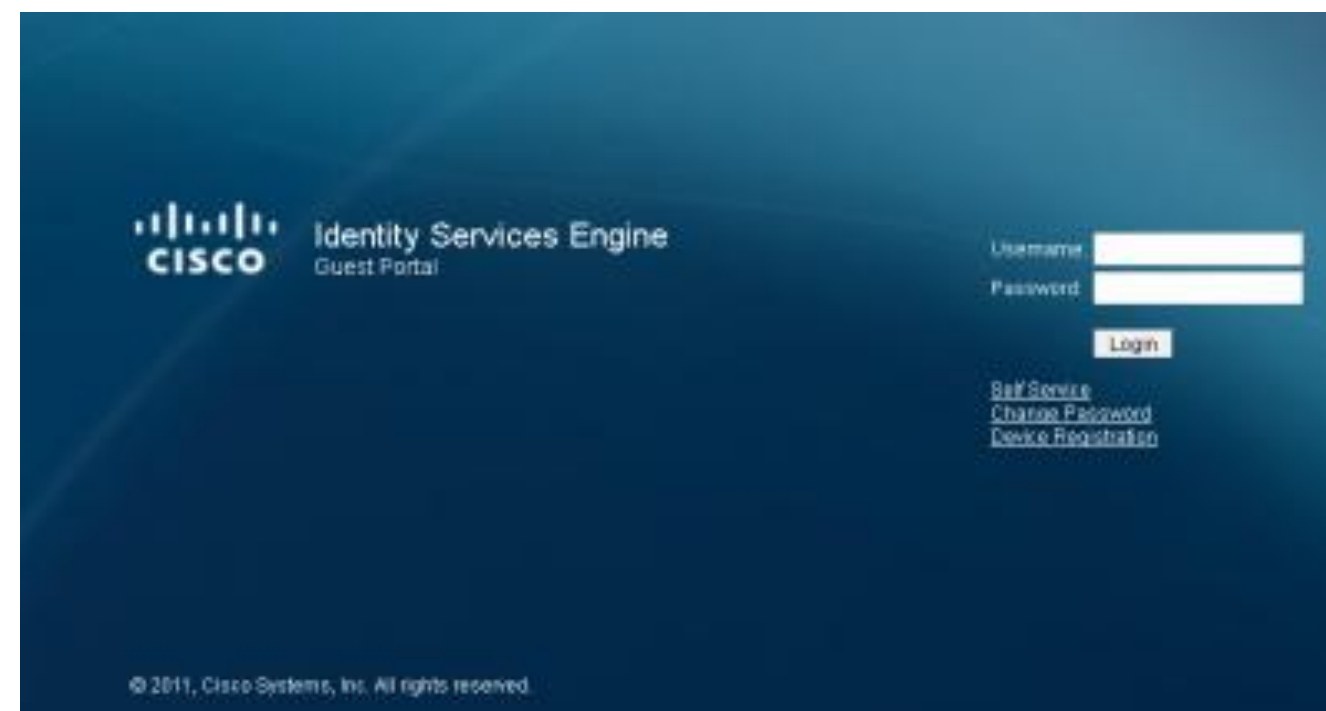 CISCO
Identity Services Engine
Guest Portal
Username
Password
Login
Self Service
Change Password
Device Registration
© 2011, Cisco Systems, Inc. All rights reserved.